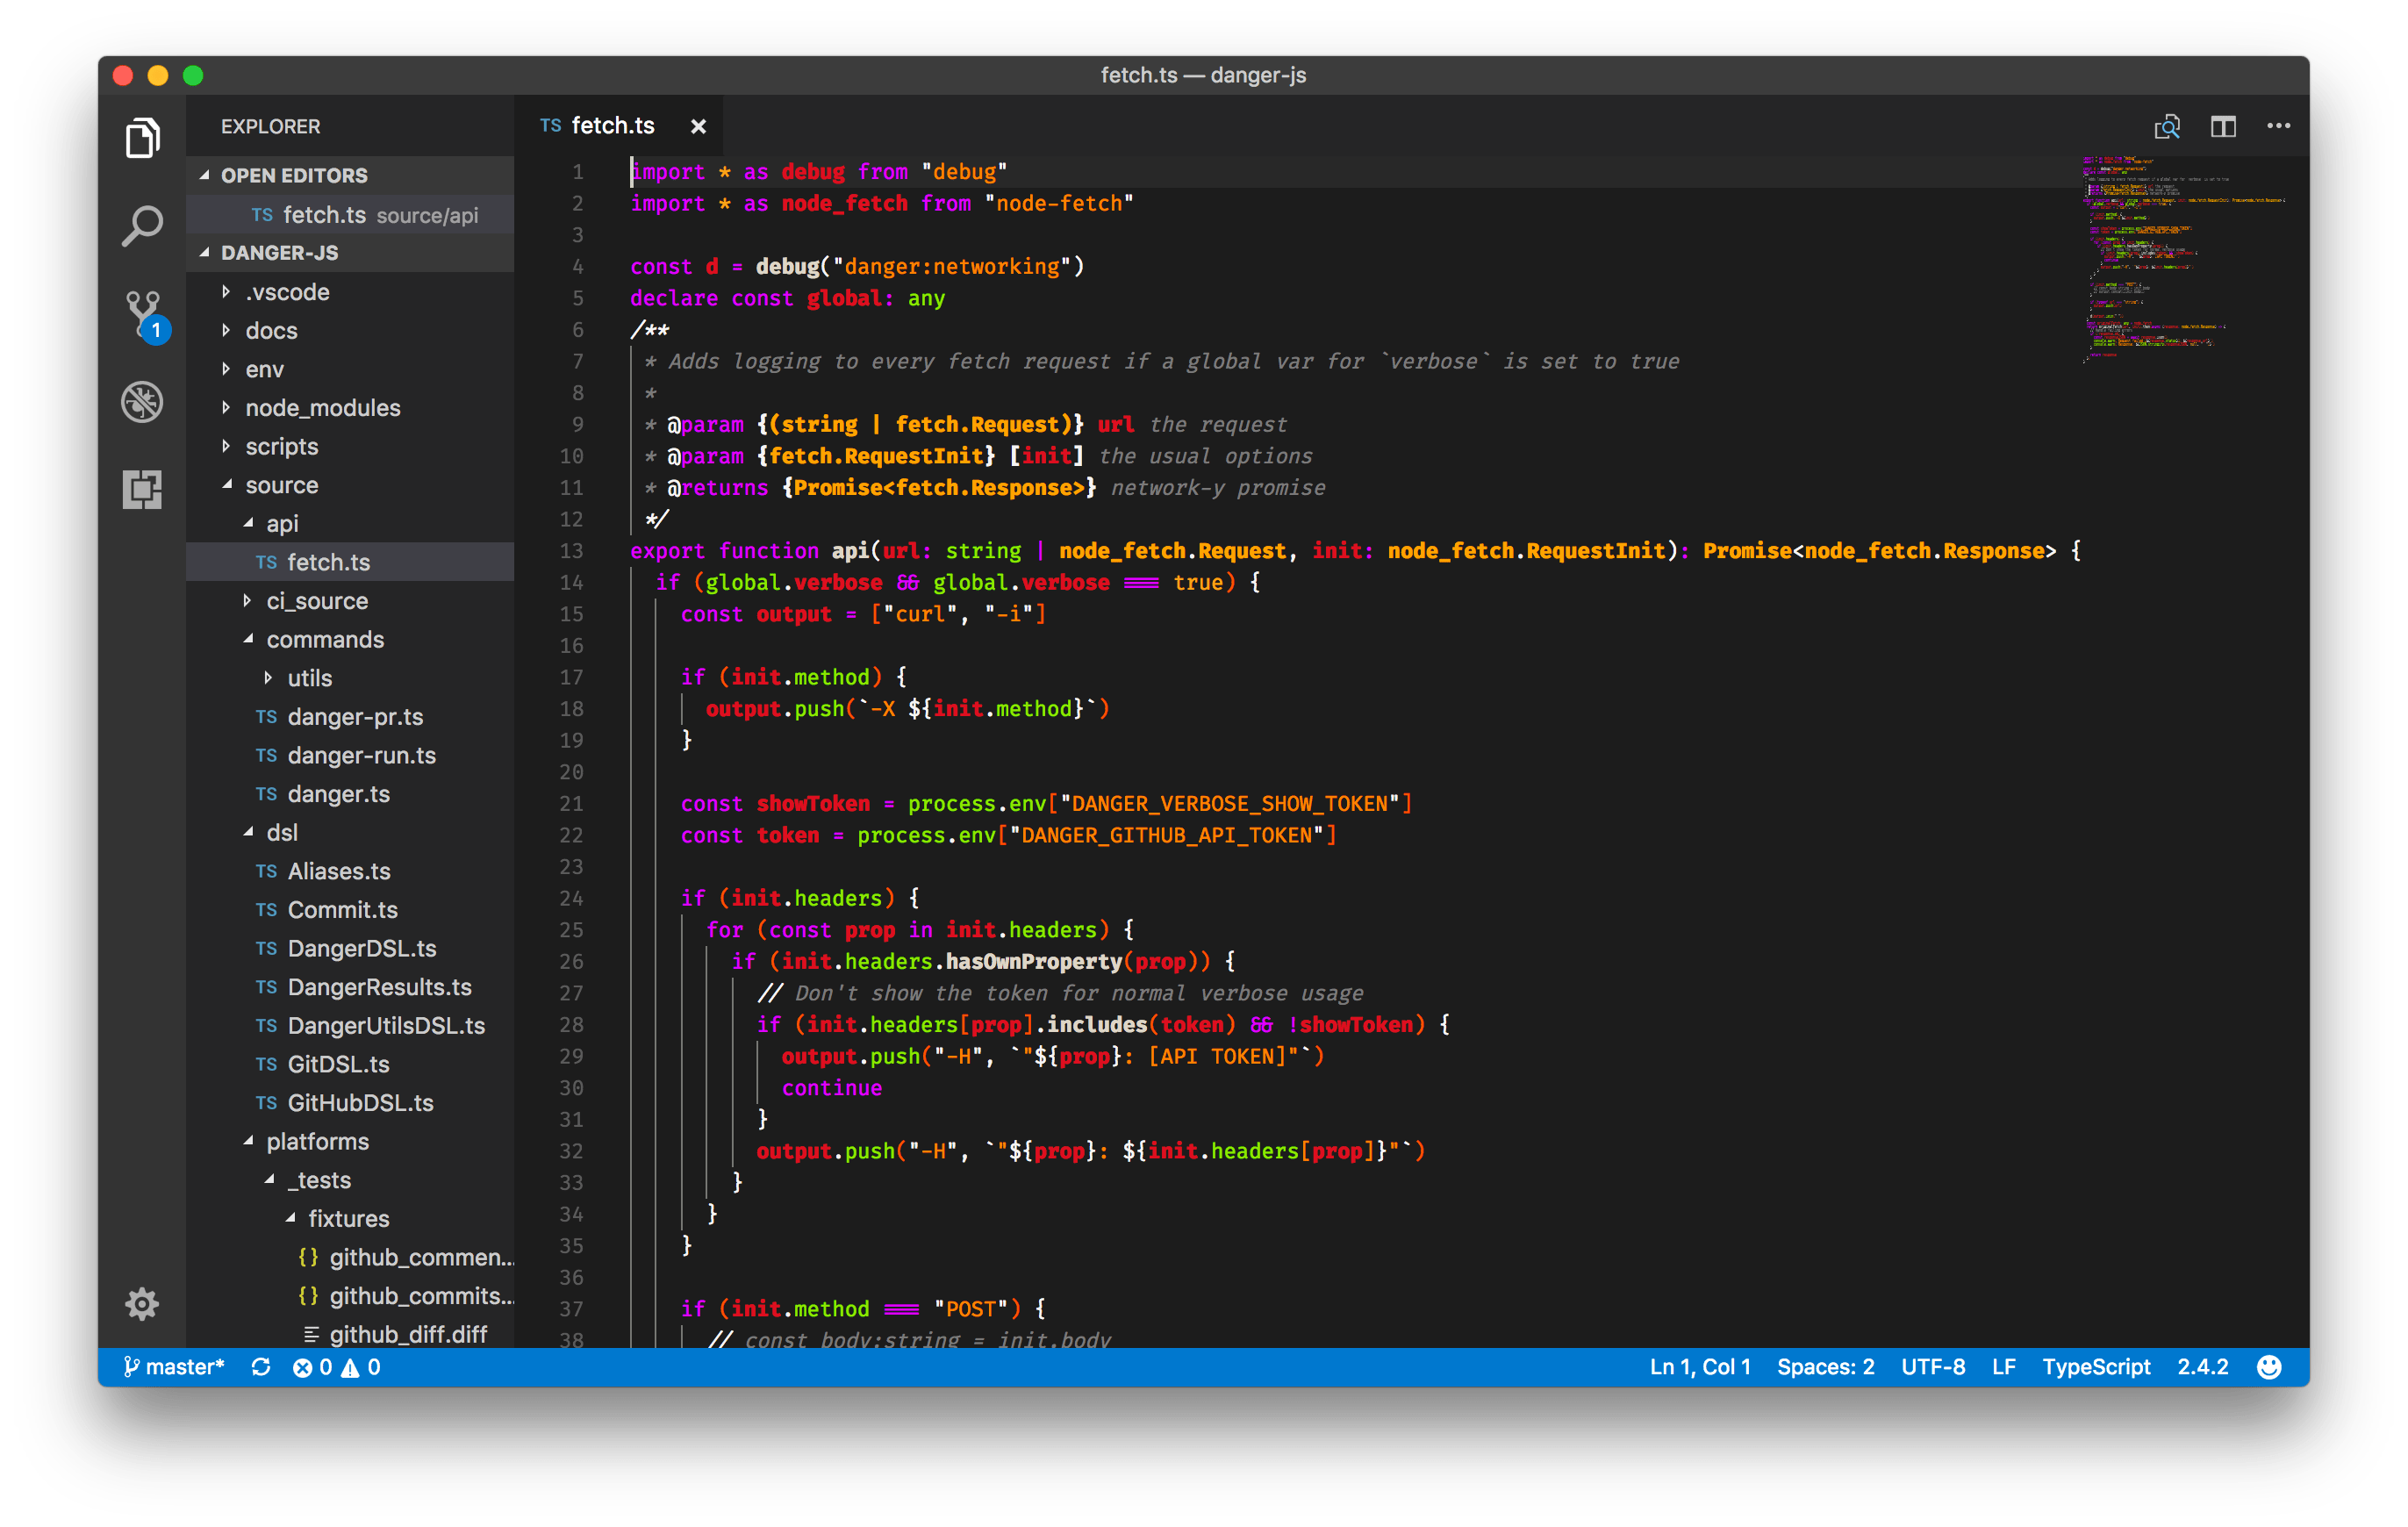 fetch.ts — danger-js
EXPLORER
OPEN EDITORS
TS fetch.ts source/api
DANGER-JS
.vscode
docs
env
node_modules
scripts
source
api
TS fetch.ts
ci_source
commands
utils
TS danger-pr.ts
TS danger-run.ts
TS danger.ts
dsl
TS Aliases.ts
TS Commit.ts
TS DangerDSL.ts
TS DangerResults.ts
TS DangerUtilsDSL.ts
TS GitDSL.ts
TS GitHubDSL.ts
platforms
_tests
fixtures
{} github_commen...
{} github_commits...
github_diff.diff
1
TS fetch.ts ×
1 import * as debug from "debug"
2 import * as node_fetch from "node-fetch"
3
4 const d = debug("danger:networking")
5 declare const global: any
6 /**
7 * Adds logging to every fetch request if a global var for `verbose` is set to true
8 *
9 * @param {(string | fetch.Request)} url the request
10 * @param {fetch.RequestInit} [init] the usual options
11 * @returns {Promise<fetch.Response>} network-y promise
12 */
13 export function api(url: string | node_fetch.Request, init: node_fetch.RequestInit): Promise<node_fetch.Response> {
14 if (global.verbose && global.verbose === true) {
15 const output = ["curl", "-i"]
16
17 if (init.method) {
18 output.push(`-X ${init.method}`)
19 }
20
21 const showToken = process.env["DANGER_VERBOSE_SHOW_TOKEN"]
22 const token = process.env["DANGER_GITHUB_API_TOKEN"]
23
24 if (init.headers) {
25 for (const prop in init.headers) {
26 if (init.headers.hasOwnProperty(prop)) {
27 // Don't show the token for normal verbose usage
28 if (init.headers[prop].includes(token) && !showToken) {
29 output.push("-H", `"${prop}: [API TOKEN]"`)
30 continue
31 }
32 output.push("-H", `"${prop}: ${init.headers[prop]}"`)
33 }
34 }
35 }
36
37 if (init.method === "POST") {
38 // const body:string = init.body
master* 0 0
Ln 1, Col 1 Spaces: 2 UTF-8 LF TypeScript 2.4.2